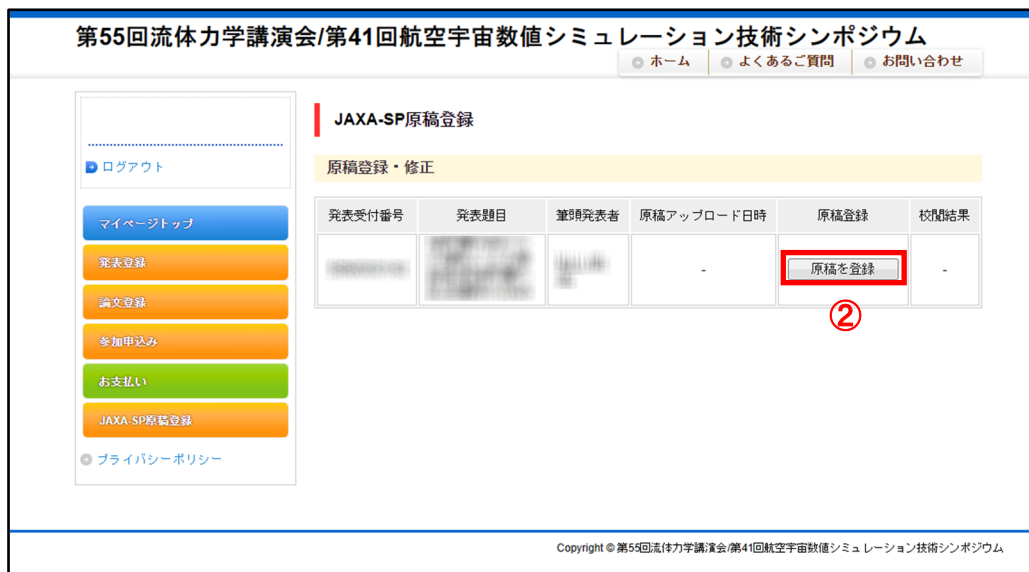 第55回流体力学講演会/第41回航空宇宙数値シミュレーション技術シンポジウム
ホーム よくあるご質問 お問い合わせ
ログアウト
マイページトップ
発表登録
論文登録
参加申込み
お支払い
JAXA-SP原稿登録
プライバシーポリシー
JAXA-SP原稿登録
原稿登録・修正
発表受付番号 発表題目 筆頭発表者 原稿アップロード日時 原稿登録 校閲結果
- 原稿を登録 -
②
Copyright © 第55回流体力学講演会/第41回航空宇宙数値シミュレーション技術シンポジウム